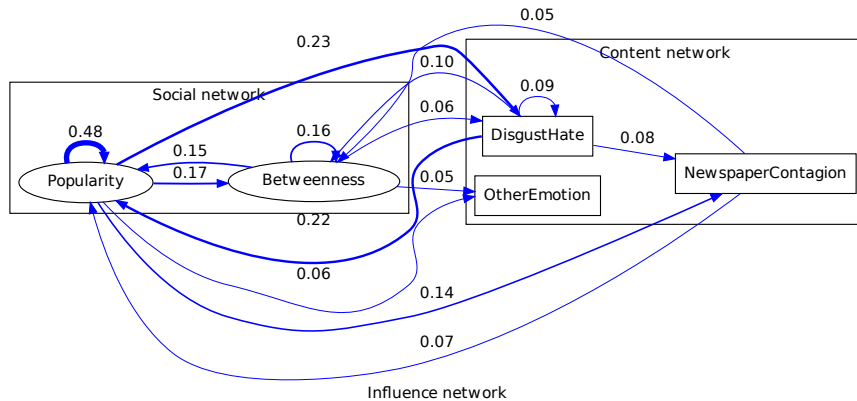 0.05
0.23
Content network
0.10
0.09
Social network
0.06
0.48
0.16
DisgustHate
0.08
0.15
Popularity
0.17
Betweenness
0.05
NewspaperContagion
OtherEmotion
0.22
0.06
0.14
0.07
Influence network